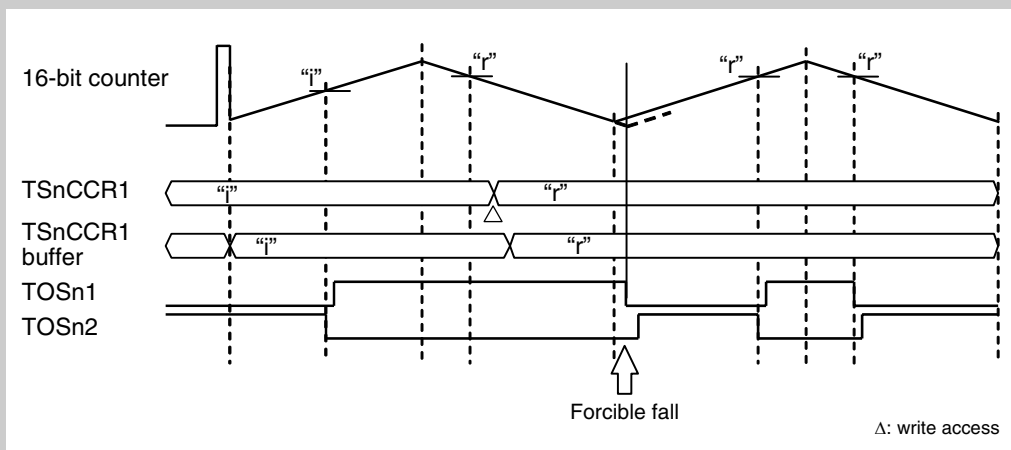 16-bit counter
“i”
“r”
“r”
“r”
TSnCCR1
“i”
“r”
TSnCCR1
buffer
“i”
“r”
TOSn1
TOSn2
Forcible fall
Δ: write access